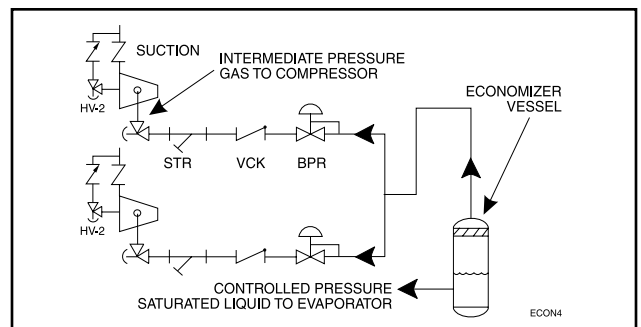 SUCTION
INTERMEDIATE PRESSURE
GAS TO COMPRESSOR
HV-2
ECONOMIZER
VESSEL
STR
VCK
BPR
HV-2
CONTROLLED PRESSURE
SATURATED LIQUID TO EVAPORATOR
ECON4